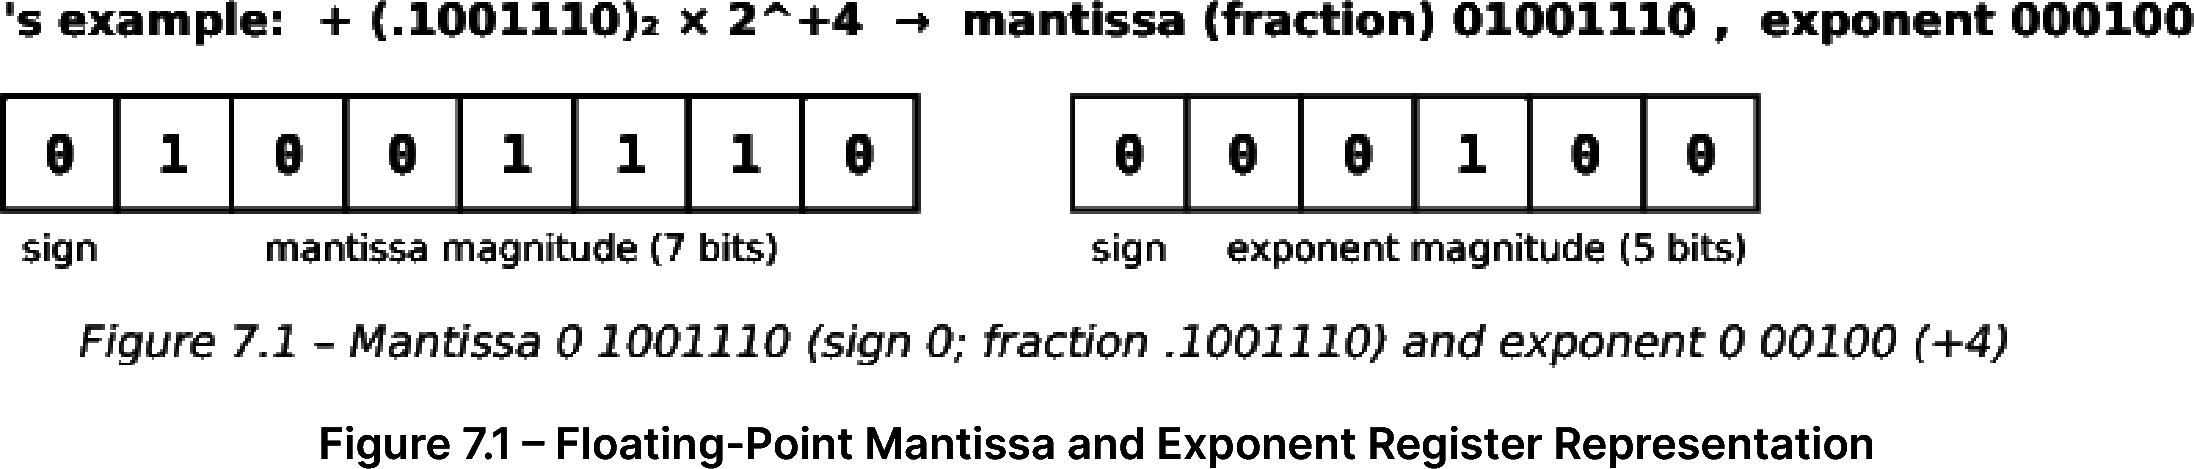 's example: + (.1001110)₂ × 2^+4 → mantissa (fraction) 01001110 , exponent 000100
0 1 0 0 1 1 1 0 0 0 0 1 0 0
sign mantissa magnitude (7 bits) sign exponent magnitude (5 bits)
Figure 7.1 – Mantissa 0 1001110 (sign 0; fraction .1001110) and exponent 0 00100 (+4)
Figure 7.1 – Floating-Point Mantissa and Exponent Register Representation